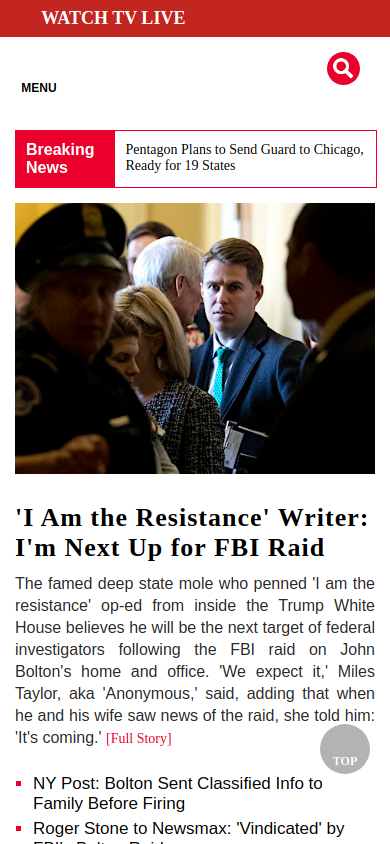 WATCH TV LIVE
MENU
Breaking
News
Pentagon Plans to Send Guard to Chicago,
Ready for 19 States
'I Am the Resistance' Writer:
I'm Next Up for FBI Raid
The famed deep state mole who penned 'I am the
resistance' op-ed from inside the Trump White
House believes he will be the next target of federal
investigators following the FBI raid on John
Bolton's home and office. 'We expect it,' Miles
Taylor, aka 'Anonymous,' said, adding that when
he and his wife saw news of the raid, she told him:
'It's coming.' [Full Story]
TOP
NY Post: Bolton Sent Classified Info to
Family Before Firing
Roger Stone to Newsmax: 'Vindicated' by
FBI's Bolton Raid